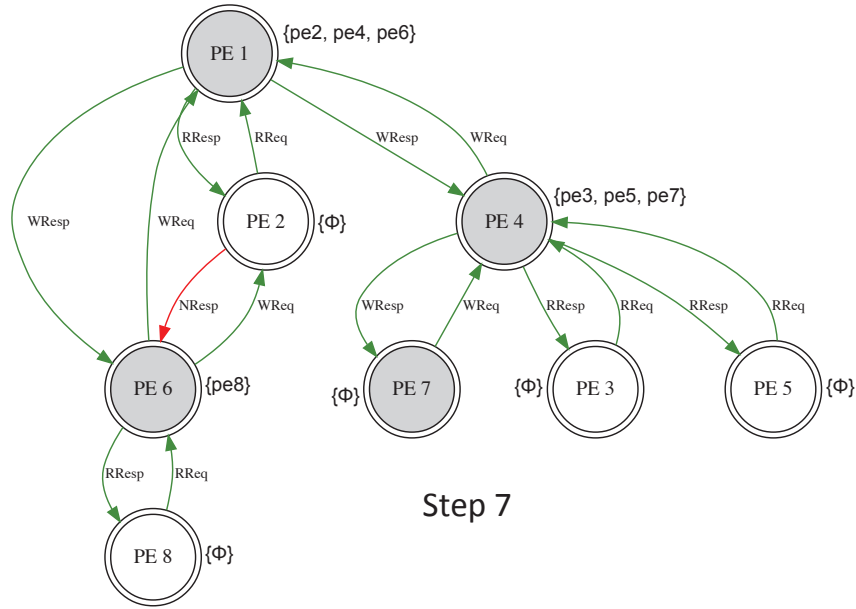 {pe2, pe4, pe6}
PE 1
RResp
RReq
WResp
WReq
{pe3, pe5, pe7}
PE 2
{Φ}
PE 4
WResp
WReq
NResp
WReq
WResp
WReq
RResp
RReq
RResp
RReq
PE 6
{pe8}
{Φ}
PE 7
{Φ}
PE 3
PE 5
{Φ}
RResp
RReq
Step 7
PE 8
{Φ}